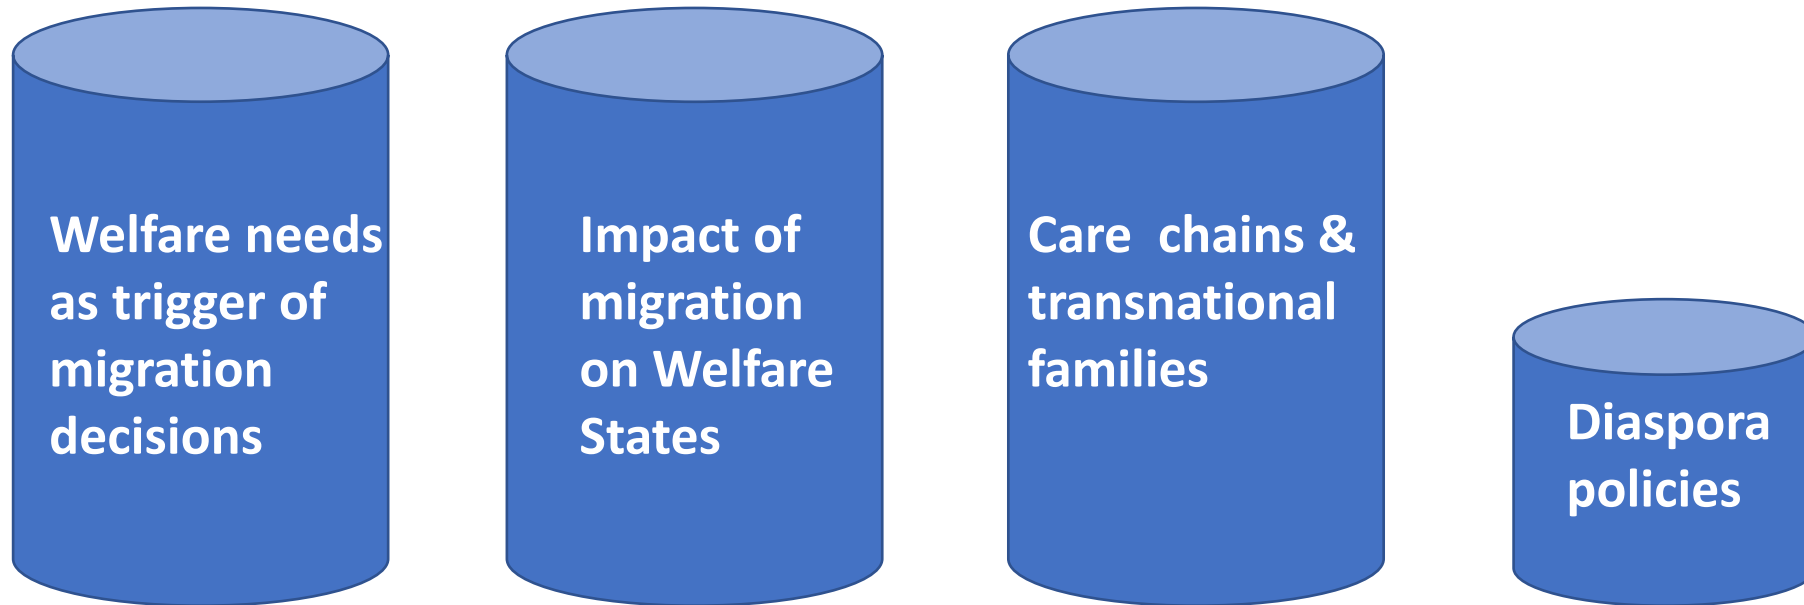 Welfare needs
as trigger of
migration
decisions
Impact of
migration
on Welfare
States
Care  chains &
transnational
families
Diaspora
policies